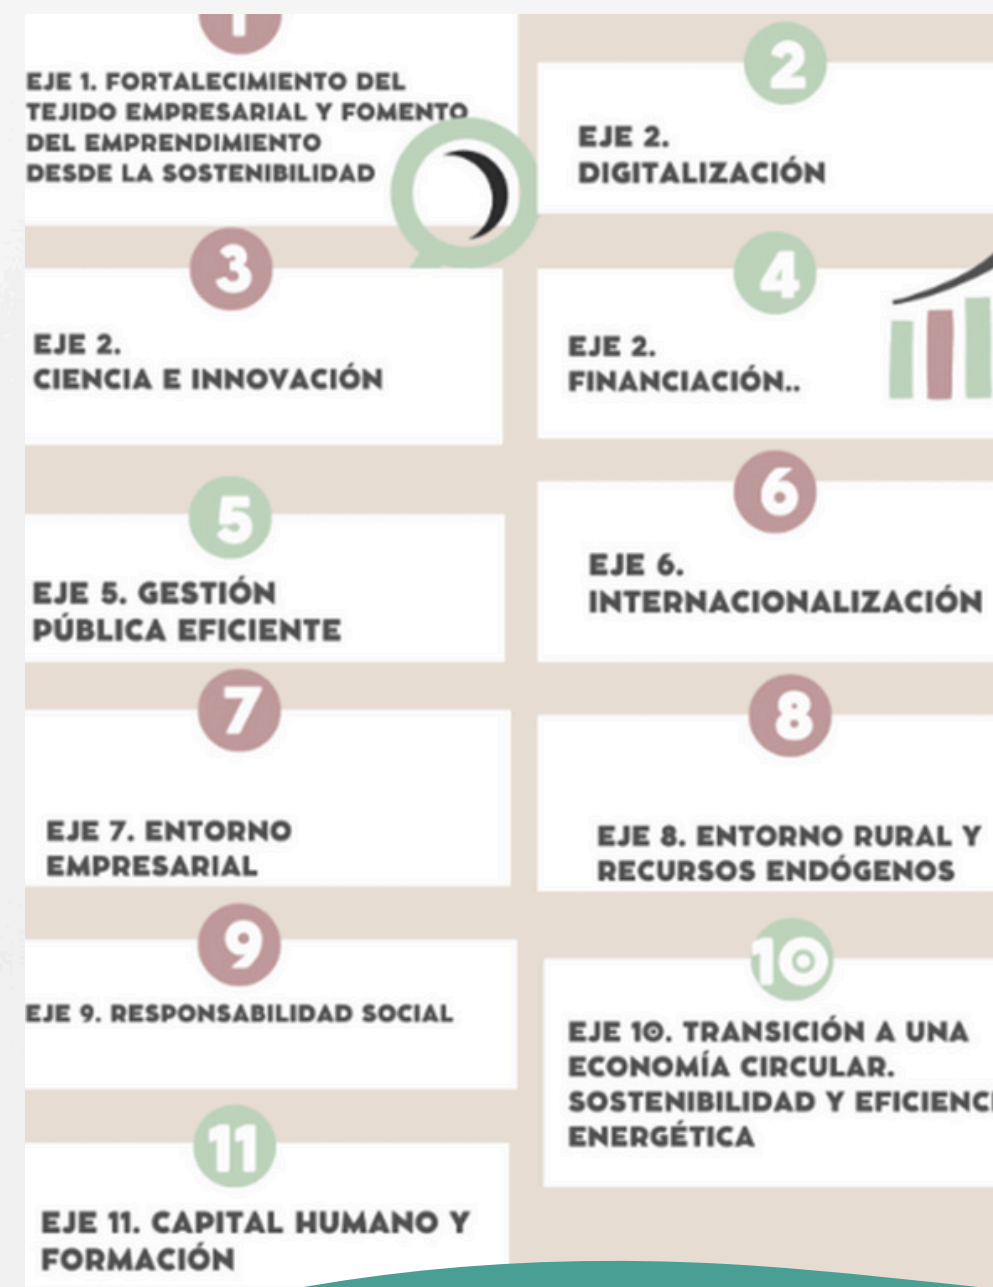 1
EJE 1. FORTALECIMIENTO DEL
TEJIDO EMPRESARIAL Y FOMENTO
DEL EMPRENDIMIENTO
DESDE LA SOSTENIBILIDAD
2
EJE 2.
DIGITALIZACIÓN
3
EJE 2.
CIENCIA E INNOVACIÓN
4
EJE 2.
FINANCIACIÓN..
5
EJE 5. GESTIÓN
PÚBLICA EFICIENTE
6
EJE 6.
INTERNACIONALIZACIÓN
7
EJE 7. ENTORNO
EMPRESARIAL
8
EJE 8. ENTORNO RURAL Y
RECURSOS ENDÓGENOS
9
EJE 9. RESPONSABILIDAD SOCIAL
10
EJE 10. TRANSICIÓN A UNA
ECONOMÍA CIRCULAR.
SOSTENIBILIDAD Y EFICIENCI
ENERGÉTICA
11
EJE 11. CAPITAL HUMANO Y
FORMACIÓN